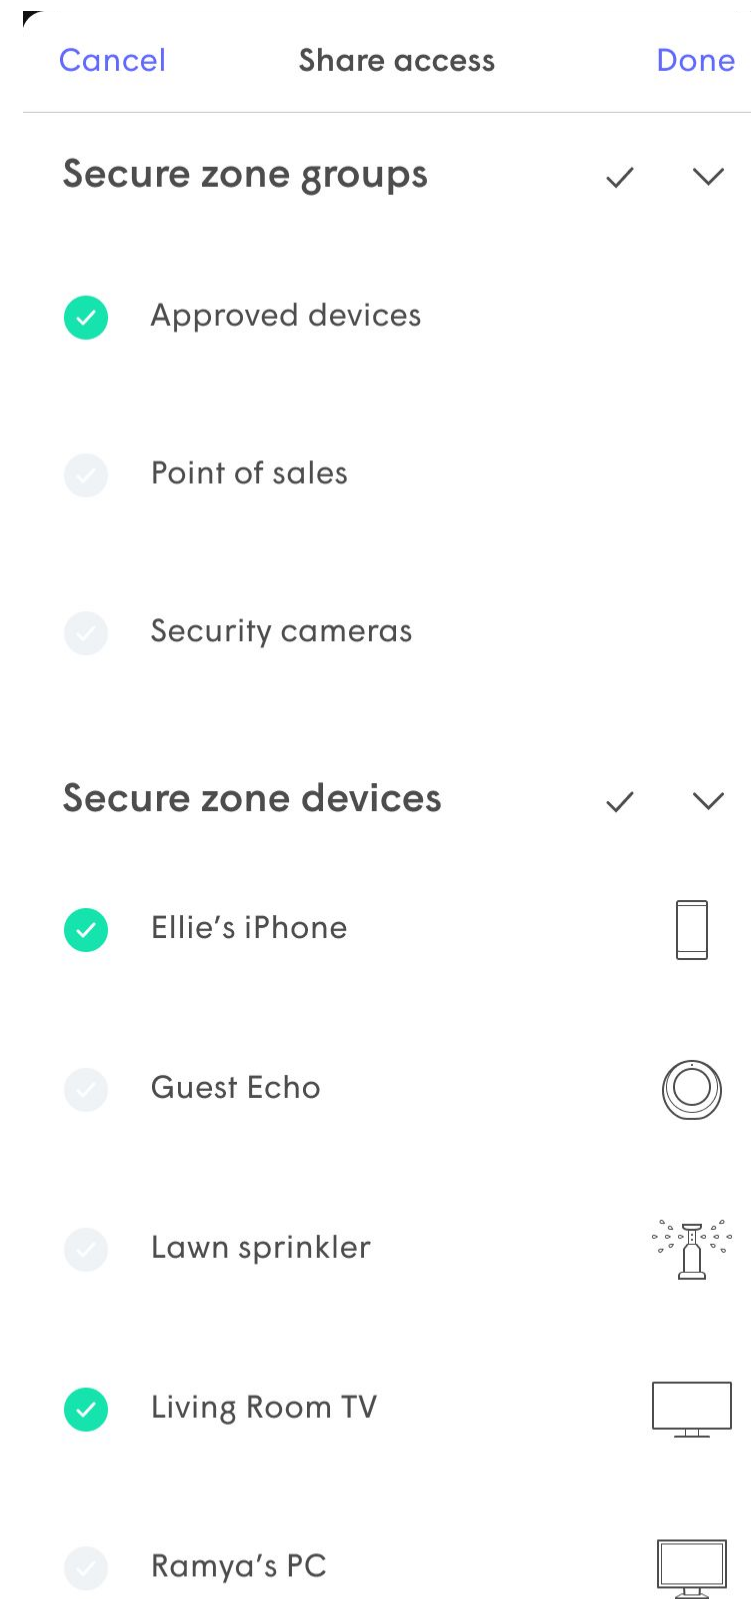 Cancel Share access Done
Secure zone groups
Approved devices
Point of sales
Security cameras
Secure zone devices
Ellie’s iPhone
Guest Echo
Lawn sprinkler
Living Room TV
Ramya’s PC